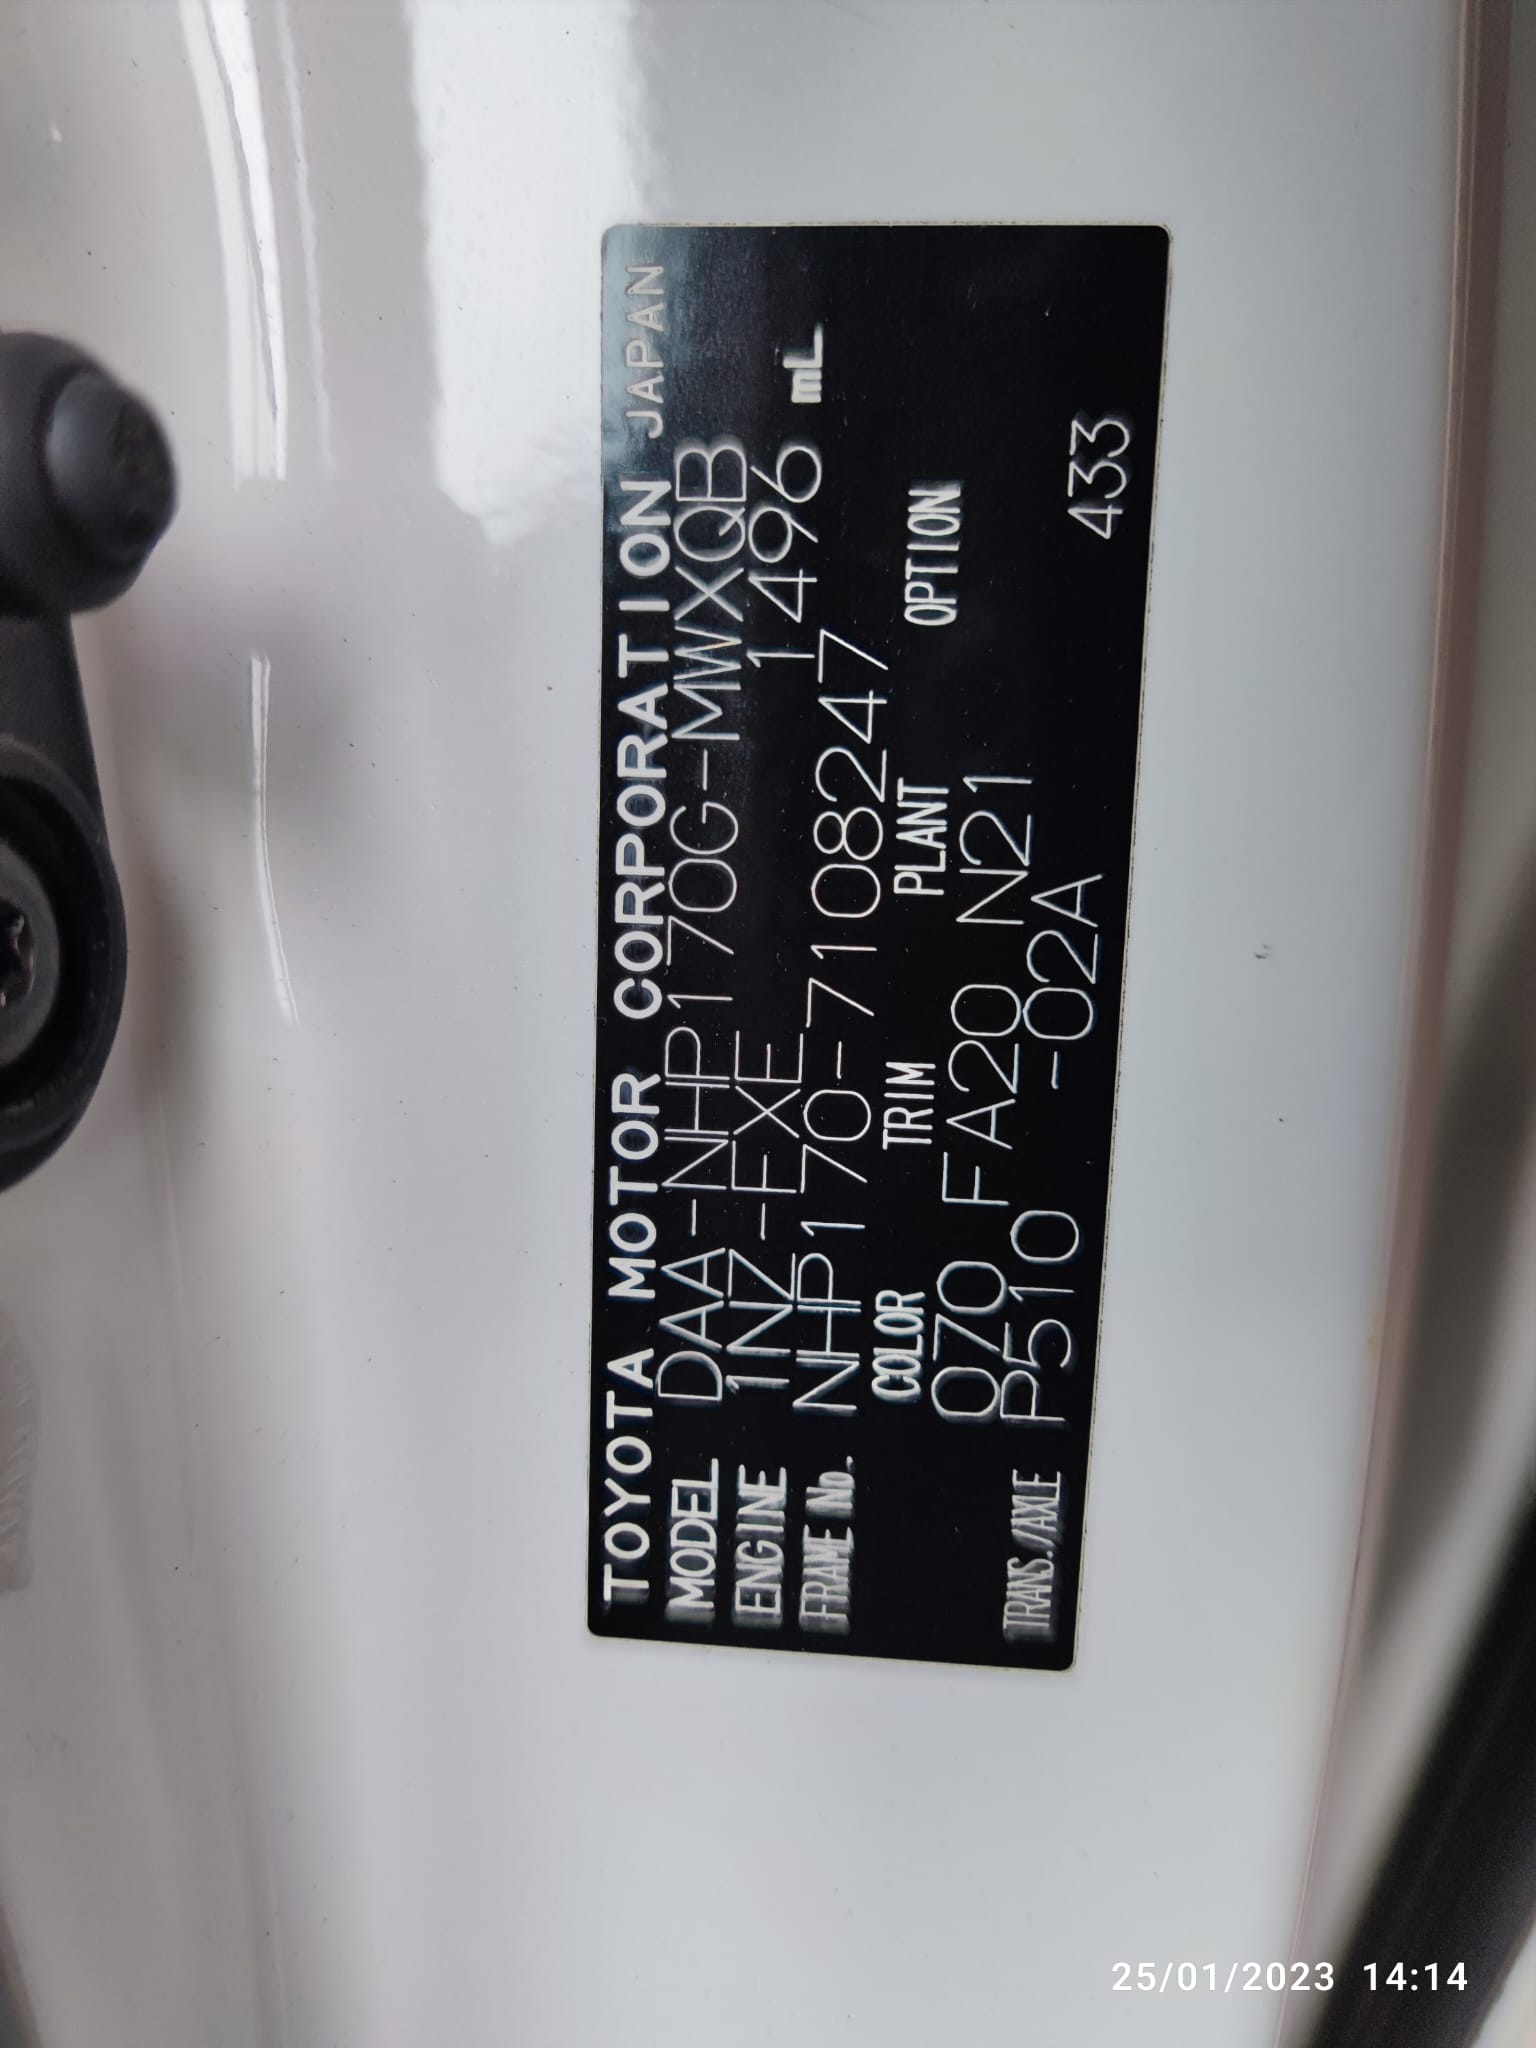 TOYOTA MOTOR CORPORATION JAPAN
MODEL DAA-NHP170G-MWXQB
ENGINE 1NZ-FXE 1496 mL
FRAME No. NHP170-7108247
COLOR TRIM PLANT OPTION
070 FA20 N21
TRANS./AXLE P510 -02A 433
25/01/2023 14:14